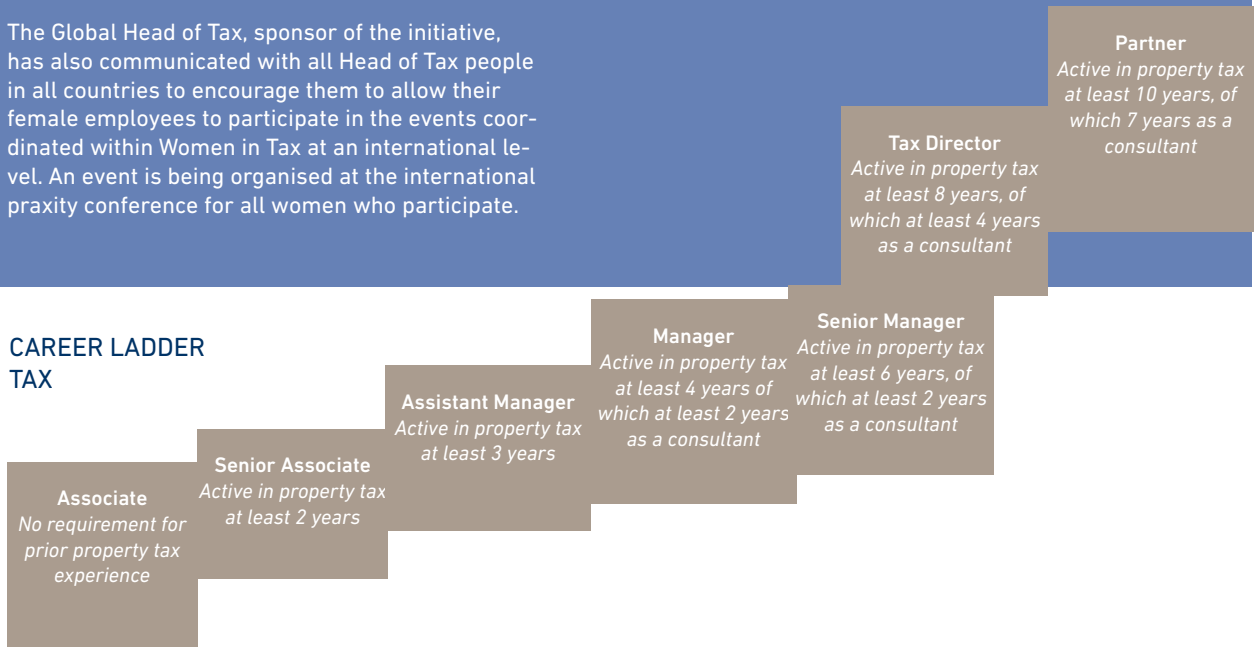 The Global Head of Tax, sponsor of the initiative,
has also communicated with all Head of Tax people
in all countries to encourage them to allow their
female employees to participate in the events coor-
dinated within Women in Tax at an international le-
vel. An event is being organised at the international
praxity conference for all women who participate.
CAREER LADDER
TAX
Associate
No requirement for
prior property tax
experience
Senior Associate
Active in property tax
at least 2 years
Assistant Manager
Active in property tax
at least 3 years
Manager
Active in property tax
at least 4 years of
which at least 2 years
as a consultant
Senior Manager
Active in property tax
at least 6 years, of
which at least 2 years
as a consultant
Tax Director
Active in property tax
at least 8 years, of
which at least 4 years
as a consultant
Partner
Active in property tax
at least 10 years, of
which 7 years as a
consultant